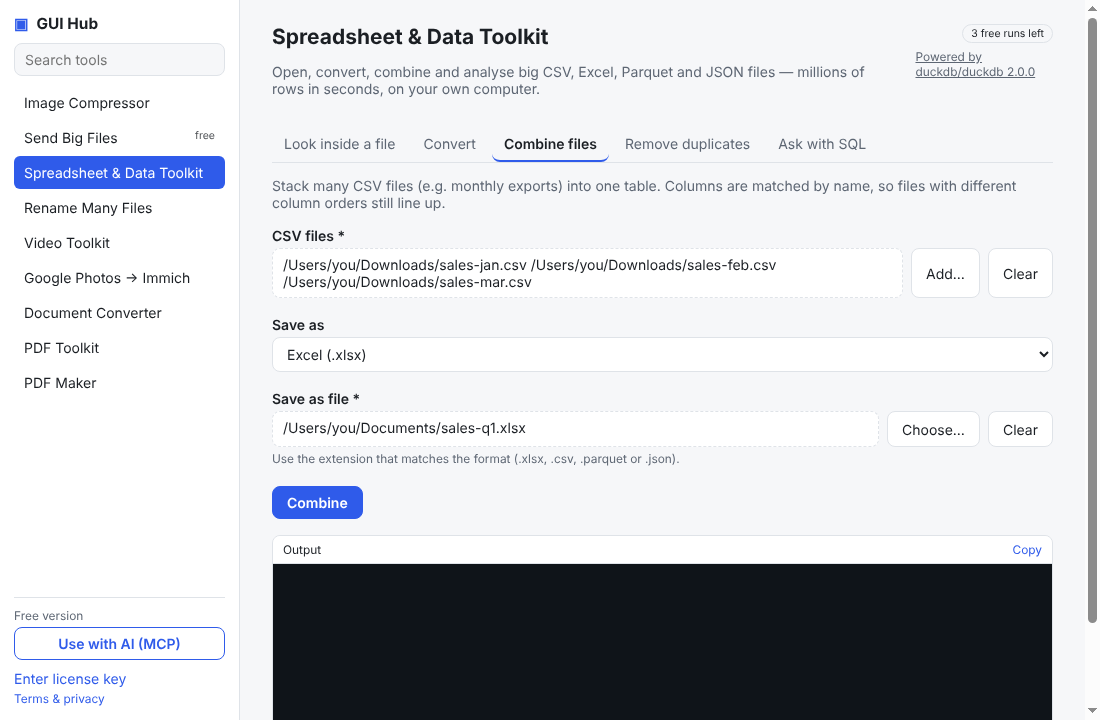 GUI Hub
Search tools
Image Compressor
Send Big Files
free
Spreadsheet & Data Toolkit
Rename Many Files
Video Toolkit
Google Photos → Immich
Document Converter
PDF Toolkit
PDF Maker
Free version
Use with AI (MCP)
Enter license key
Terms & privacy
Spreadsheet & Data Toolkit
3 free runs left
Powered by
duckdb/duckdb 2.0.0
Open, convert, combine and analyse big CSV, Excel, Parquet and JSON files — millions of
rows in seconds, on your own computer.
Look inside a file
Convert
Combine files
Remove duplicates
Ask with SQL
Stack many CSV files (e.g. monthly exports) into one table. Columns are matched by name, so files with different
column orders still line up.
CSV files *
/Users/you/Downloads/sales-jan.csv /Users/you/Downloads/sales-feb.csv
/Users/you/Downloads/sales-mar.csv
Add...
Clear
Save as
Excel (.xlsx)
Save as file *
/Users/you/Documents/sales-q1.xlsx
Choose...
Clear
Use the extension that matches the format (.xlsx, .csv, .parquet or .json).
Combine
Output
Copy